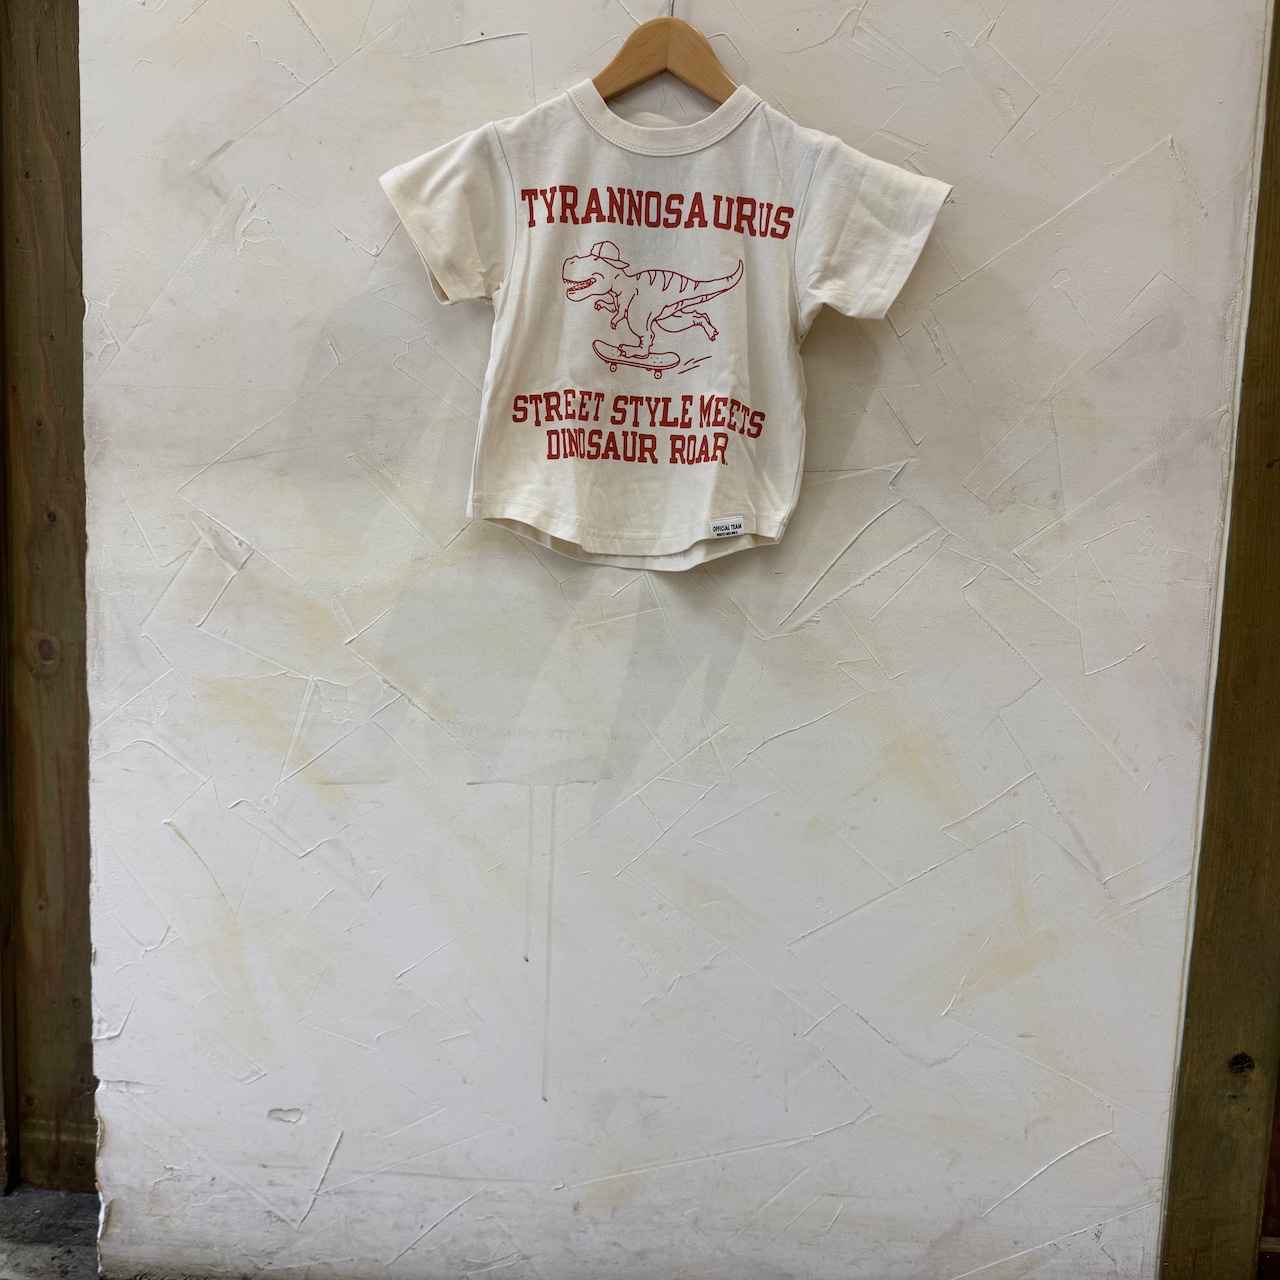 TYRANNOSAURUS
STREET STYLE MEETS
DINOSAUR ROAR.
OFFICIAL TEAM